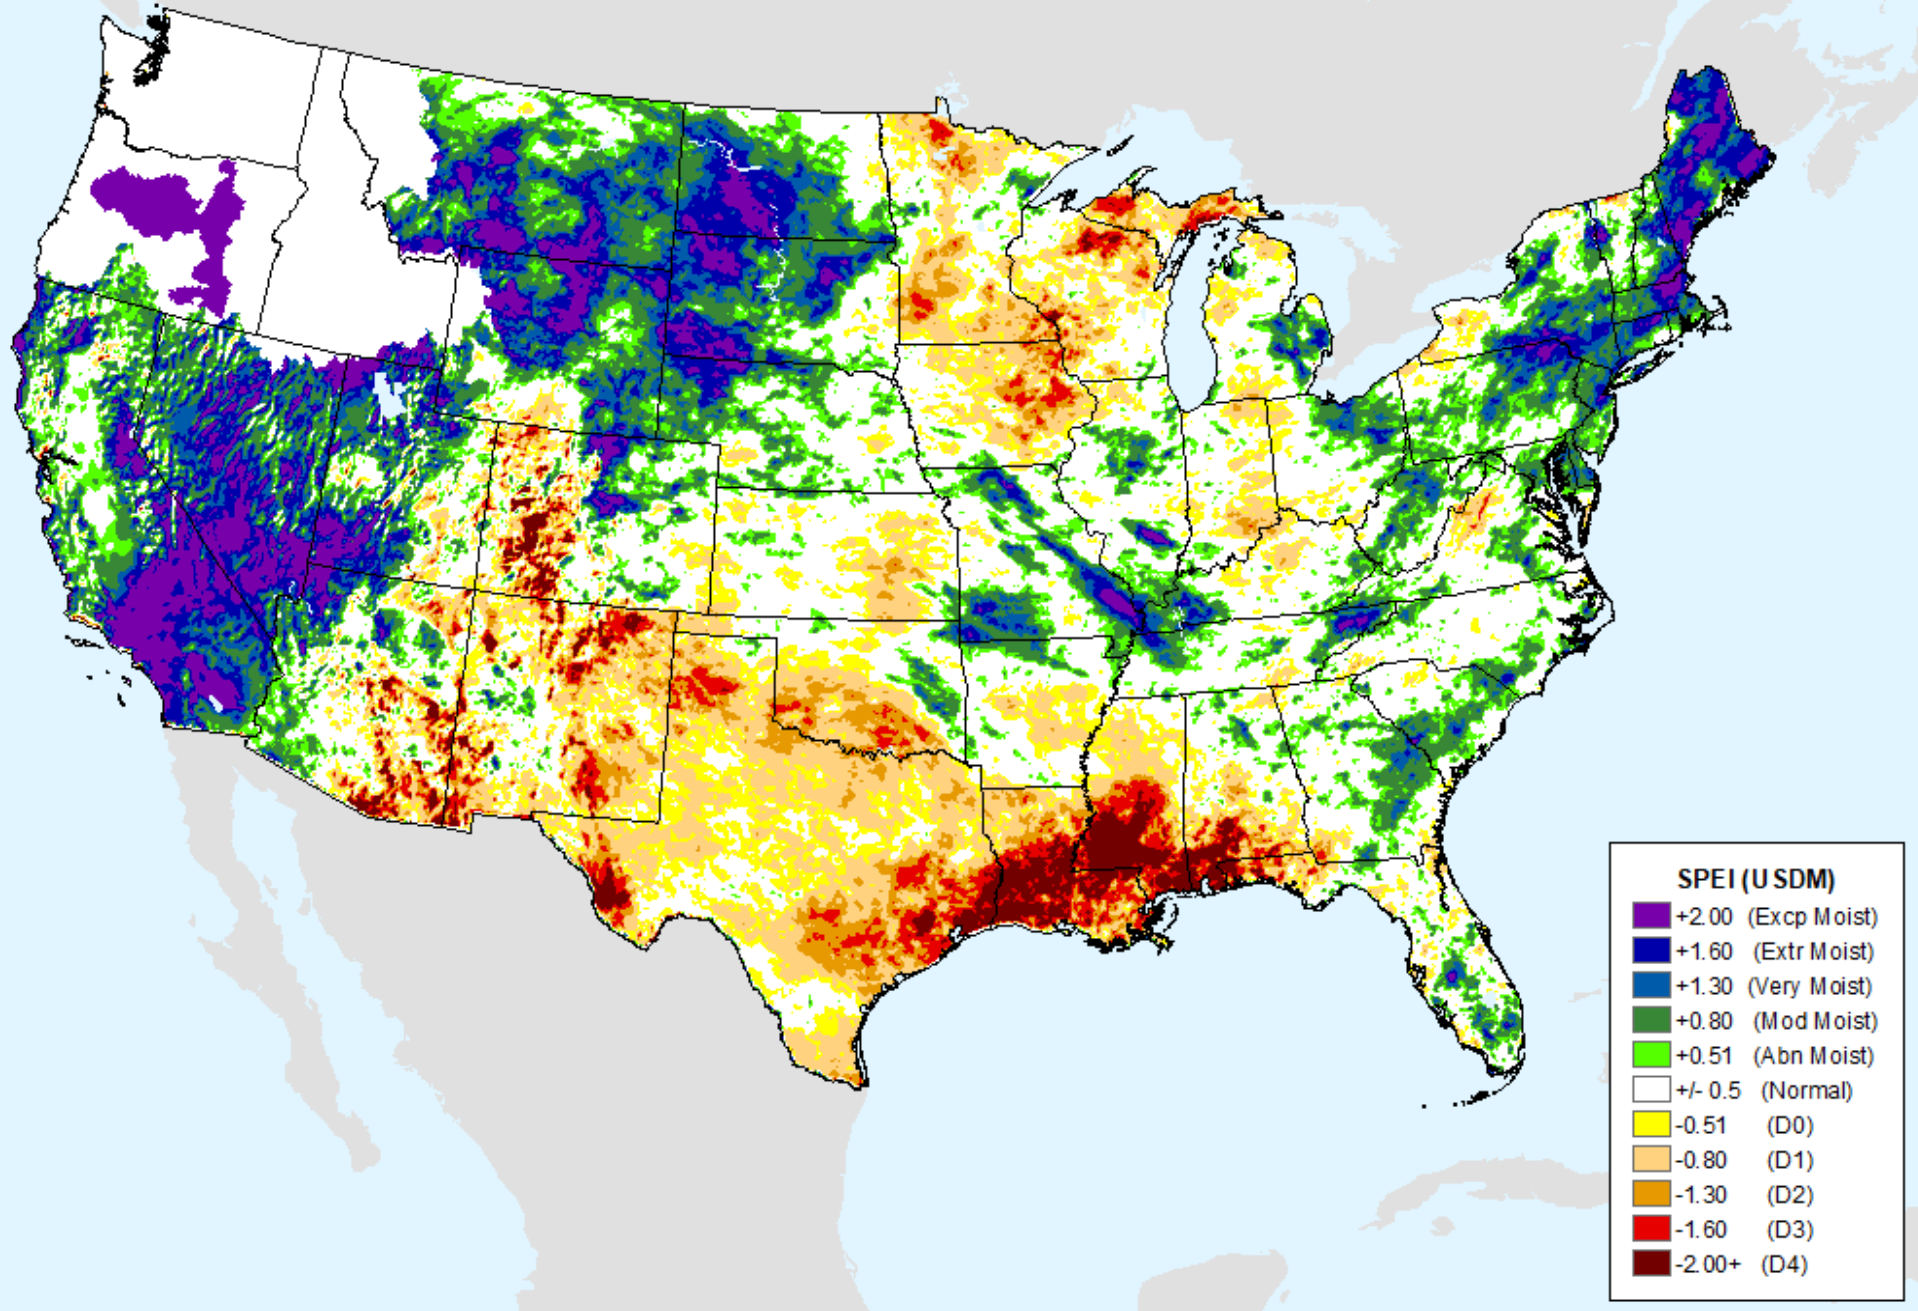 SPEI (USDM)
+2.00 (Excp Moist)
+1.60 (Extr Moist)
+1.30 (Very Moist)
+0.80 (Mod Moist)
+0.51 (Abn Moist)
+/- 0.5 (Normal)
-0.51 (D0)
-0.80 (D1)
-1.30 (D2)
-1.60 (D3)
-2.00+ (D4)